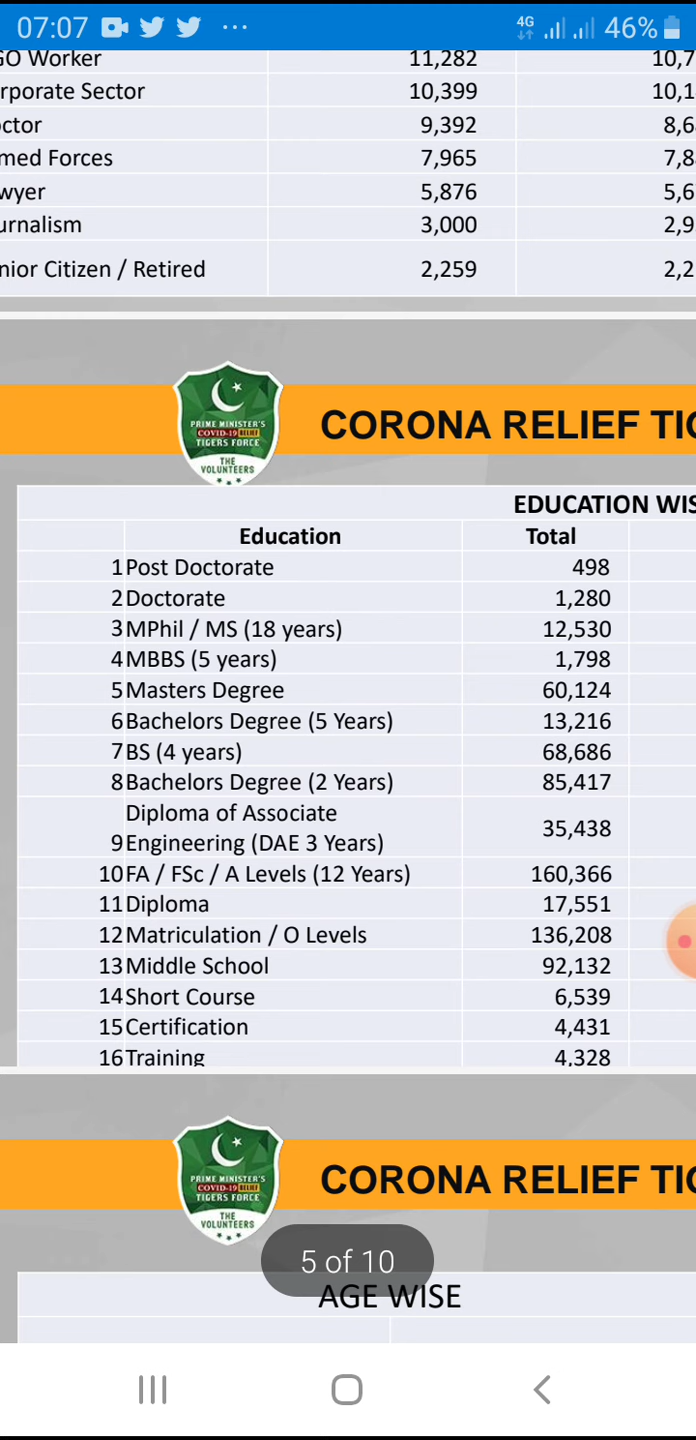 07:07 ... 4G 46%
GO Worker 11,282 10,7
rporate Sector 10,399 10,1
ctor 9,392 8,6
med Forces 7,965 7,8
wyer 5,876 5,6
urnalism 3,000 2,9
nior Citizen / Retired 2,259 2,2
PRIME MINISTER'S
COVID-19 RELIEF
TIGERS FORCE
THE
VOLUNTEERS
CORONA RELIEF TIG
EDUCATION WIS
Education Total
1 Post Doctorate 498
2 Doctorate 1,280
3 MPhil / MS (18 years) 12,530
4 MBBS (5 years) 1,798
5 Masters Degree 60,124
6 Bachelors Degree (5 Years) 13,216
7 BS (4 years) 68,686
8 Bachelors Degree (2 Years) 85,417
Diploma of Associate
9 Engineering (DAE 3 Years) 35,438
10 FA / FSc / A Levels (12 Years) 160,366
11 Diploma 17,551
12 Matriculation / O Levels 136,208
13 Middle School 92,132
14 Short Course 6,539
15 Certification 4,431
16 Training 4,328
PRIME MINISTER'S
COVID-19 RELIEF
TIGERS FORCE
THE
VOLUNTEERS
CORONA RELIEF TIG
5 of 10
AGE WISE